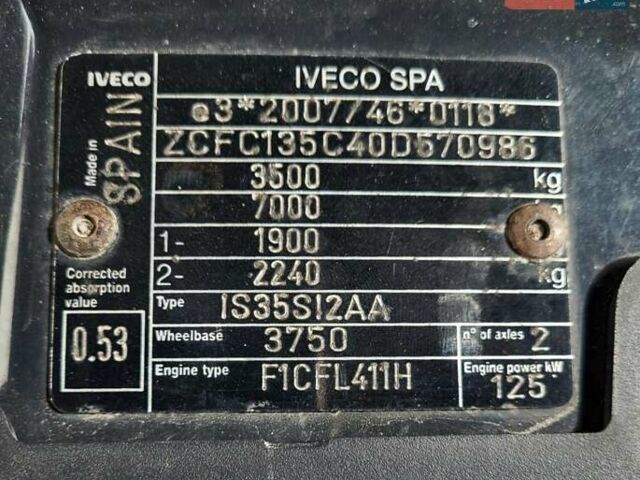 IVECO
IVECO SPA
Made in SPAIN
e3*2007/46*0118*
ZCFC135C40D570986
3500 kg
7000
1- 1900
2- 2240 kg
Corrected absorption value
0.53
Type IS35SI2AA
Wheelbase 3750 n° of axles 2
Engine type F1CFL411H Engine power kW 125